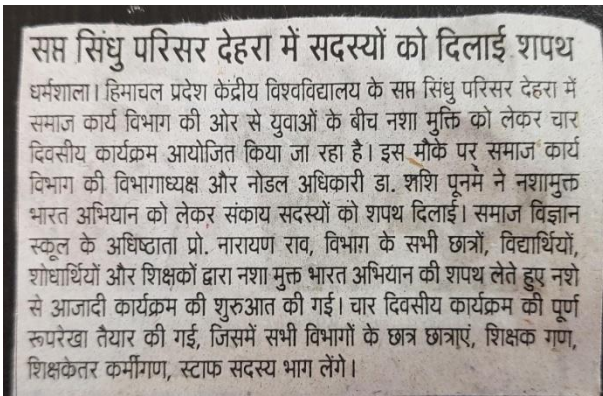 सप्त सिंधु परिसर देहरा में सदस्यों को दिलाई शपथ
धर्मशाला। हिमाचल प्रदेश केंद्रीय विश्वविद्यालय के सप्त सिंधु परिसर देहरा में
समाज कार्य विभाग की ओर से युवाओं के बीच नशा मुक्ति को लेकर चार
दिवसीय कार्यक्रम आयोजित किया जा रहा है। इस मौके पर समाज कार्य
विभाग की विभागाध्यक्ष और नोडल अधिकारी डा. शशि पूनम ने नशामुक्त
भारत अभियान को लेकर संकाय सदस्यों को शपथ दिलाई। समाज विज्ञान
स्कूल के अधिष्ठाता प्रो. नारायण राव, विभाग के सभी छात्रों, विद्यार्थियों,
शोधार्थियों और शिक्षकों द्वारा नशा मुक्त भारत अभियान की शपथ लेते हुए नशे
से आजादी कार्यक्रम की शुरुआत की गई। चार दिवसीय कार्यक्रम की पूर्ण
रूपरेखा तैयार की गई, जिसमें सभी विभागों के छात्र छात्राएं, शिक्षक गण,
शिक्षकेतर कर्मीगण, स्टाफ सदस्य भाग लेंगे।